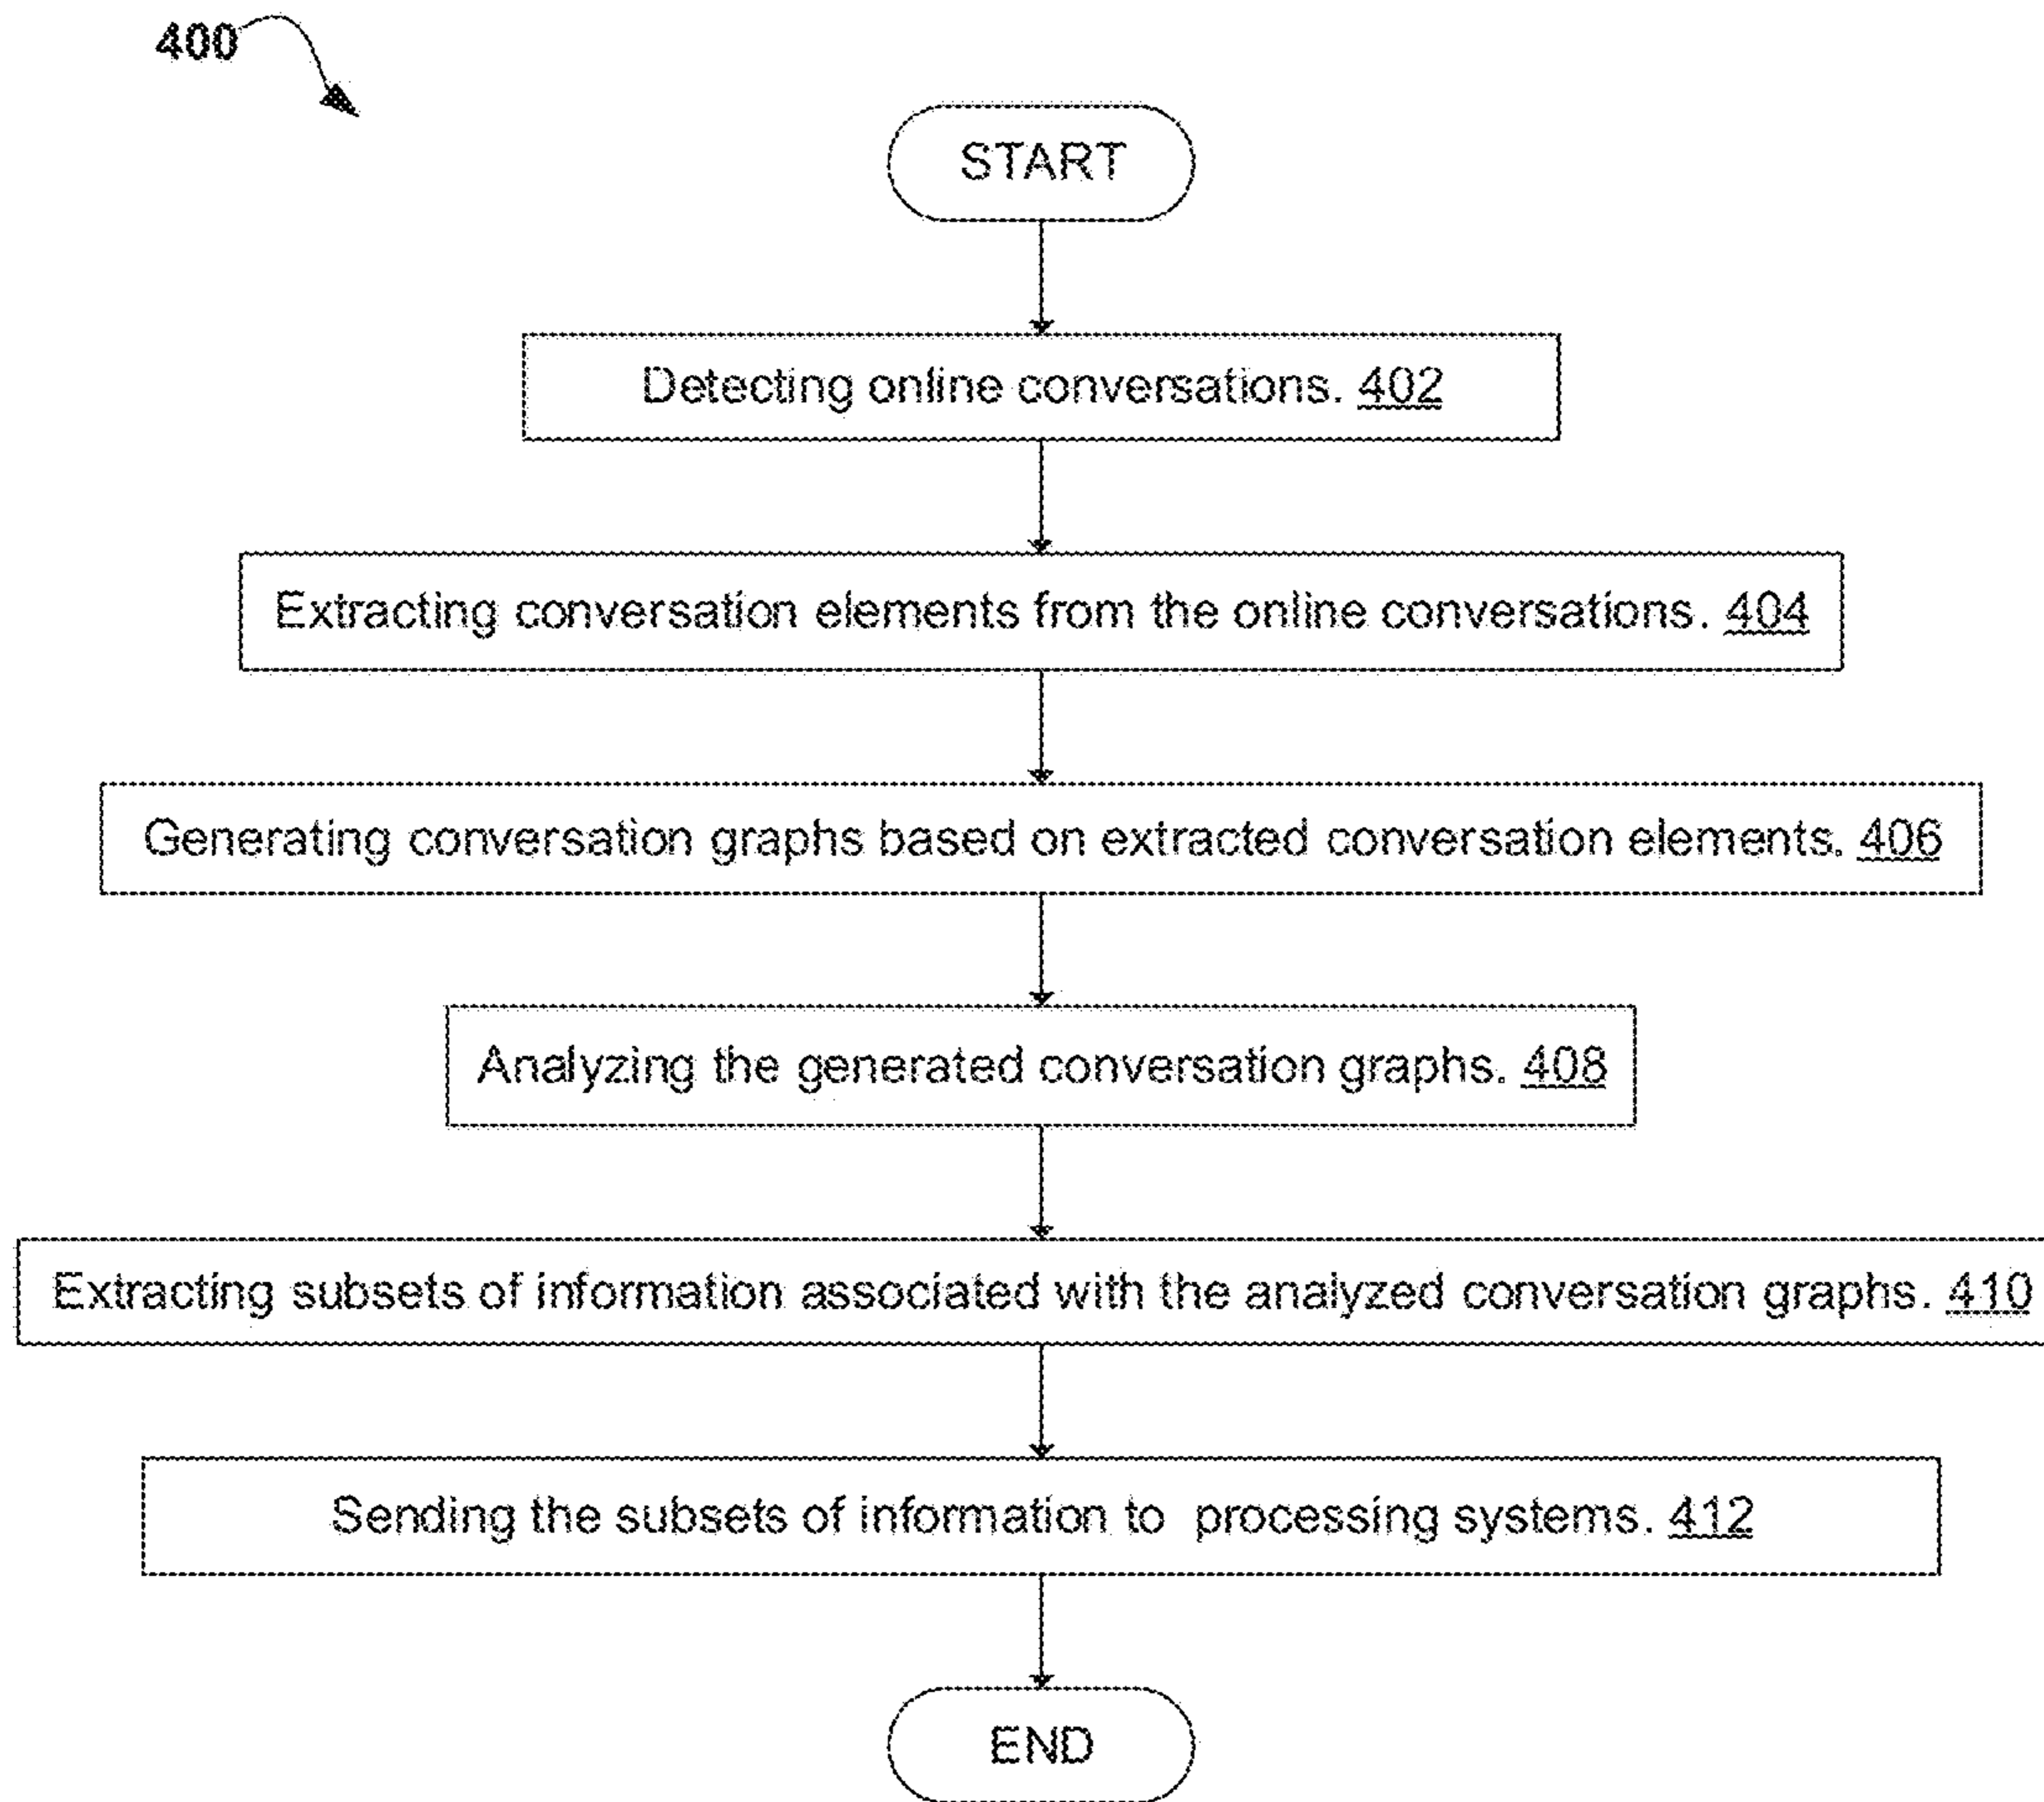 400
START
Detecting online conversations. 402
Extracting conversation elements from the online conversations. 404
Generating conversation graphs based on extracted conversation elements. 406
Analyzing the generated conversation graphs. 408
Extracting subsets of information associated with the analyzed conversation graphs. 410
Sending the subsets of information to processing systems. 412
END